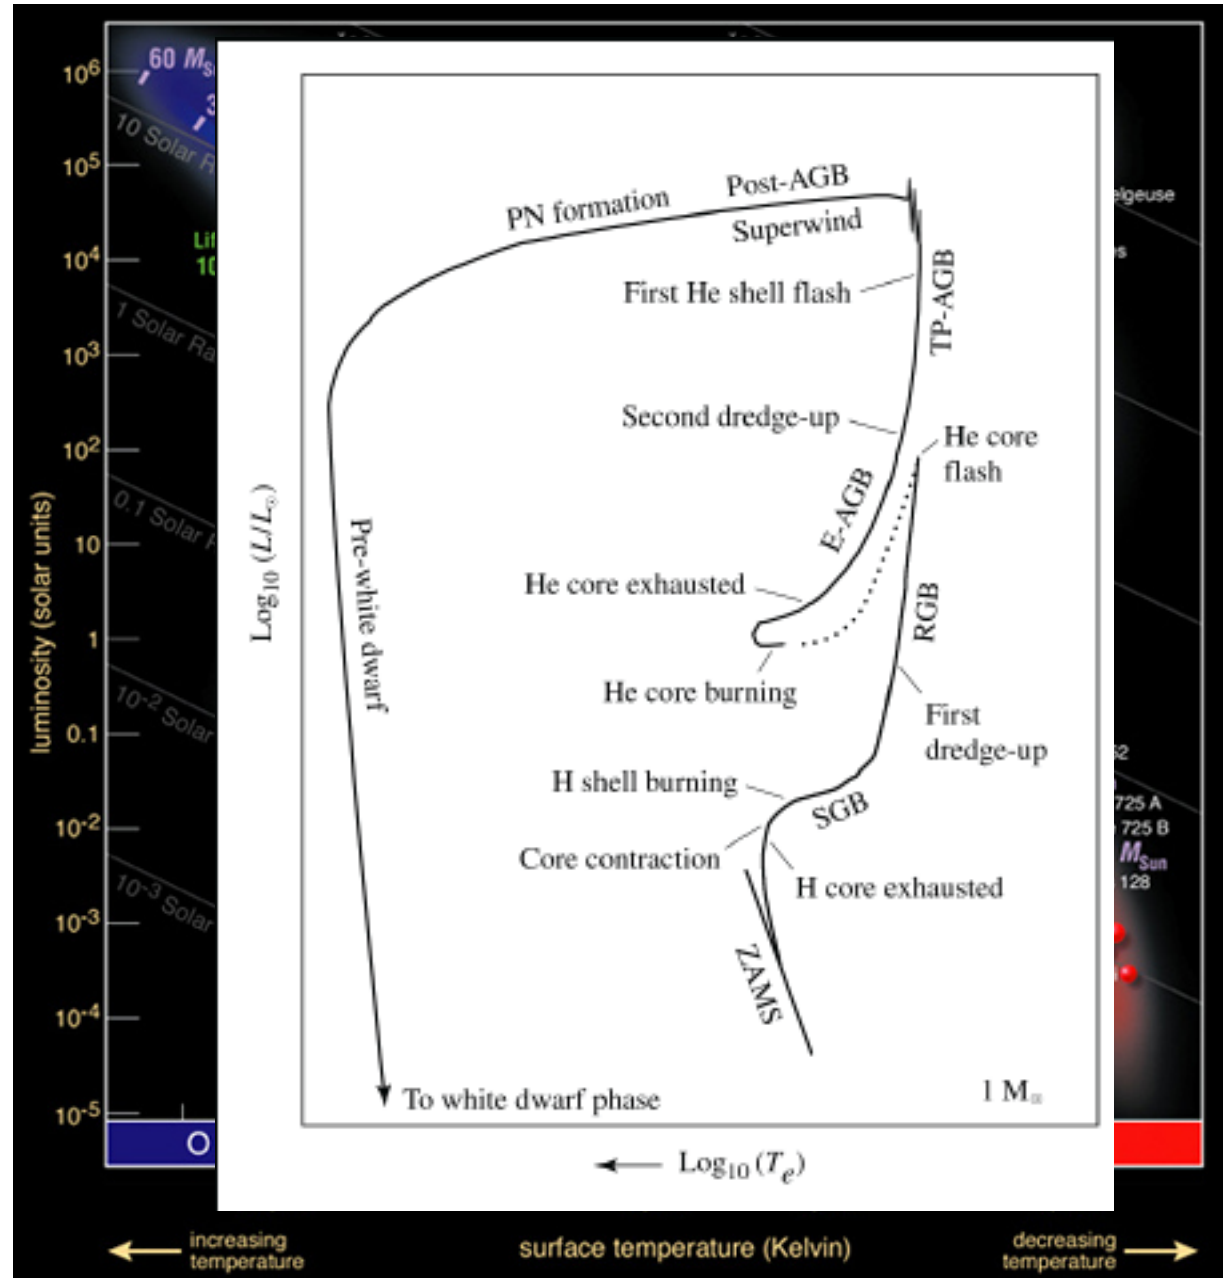 10⁶
10⁵
10⁴
10³
10²
10
1
0.1
10⁻²
10⁻³
10⁻⁴
10⁻⁵
luminosity (solar units)
60
10 Solar
1 Solar
0.1 Solar
10⁻² Solar
10⁻³ Solar
10
O
Post-AGB
PN formation
Superwind
First He shell flash
TP-AGB
Second dredge-up
He core
flash
E-AGB
He core exhausted
RGB
He core burning
First
dredge-up
H shell burning
SGB
Core contraction
H core exhausted
ZAMS
Pre-white dwarf
To white dwarf phase
1 M
Log₁₀ (L/L☉)
Log₁₀ (Tₑ)
725 A
725 B
M Sun
128
increasing
temperature
surface temperature (Kelvin)
decreasing
temperature